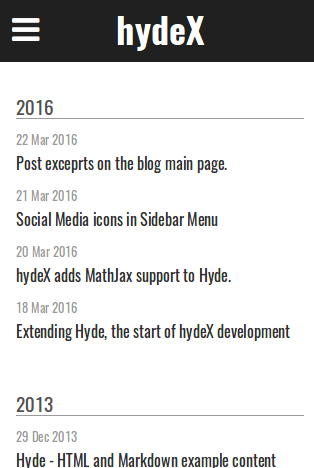 hydeX
2016
22 Mar 2016
Post exceprts on the blog main page.
21 Mar 2016
Social Media icons in Sidebar Menu
20 Mar 2016
hydeX adds MathJax support to Hyde.
18 Mar 2016
Extending Hyde, the start of hydeX development
2013
29 Dec 2013
Hyde - HTML and Markdown example content